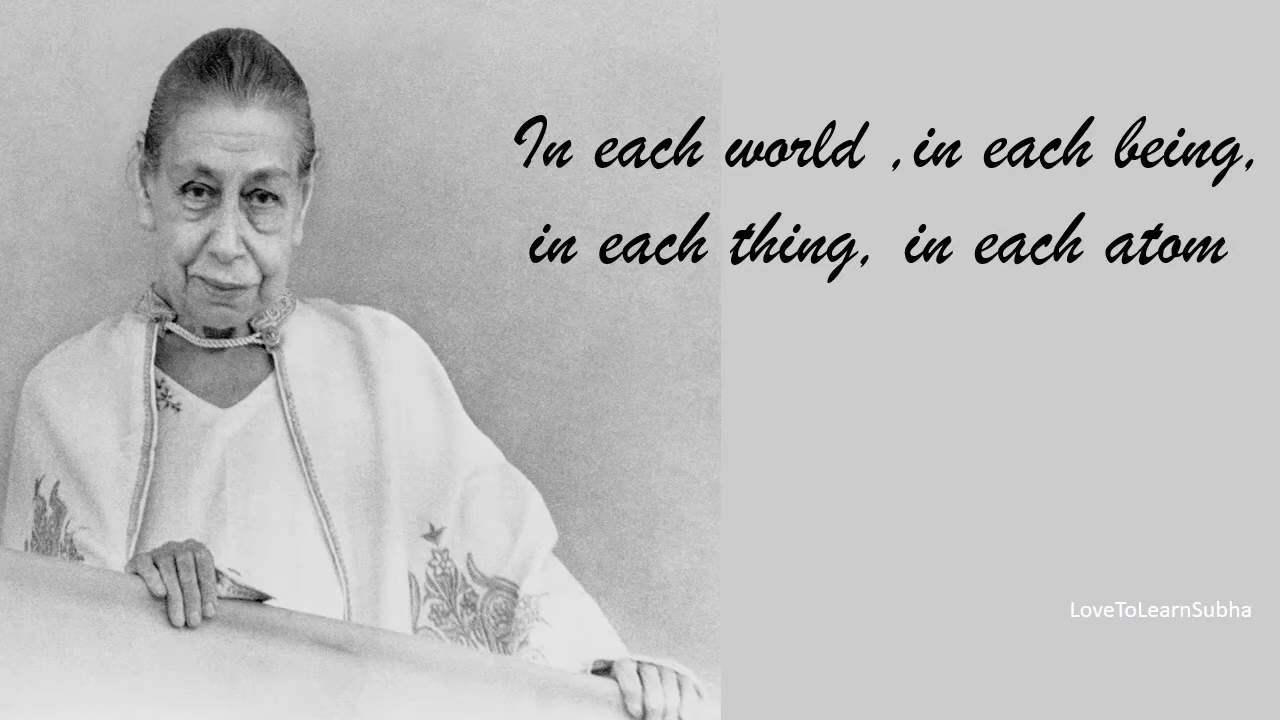 In each world ,in each being,
in each thing, in each atom
LoveToLearnSubha